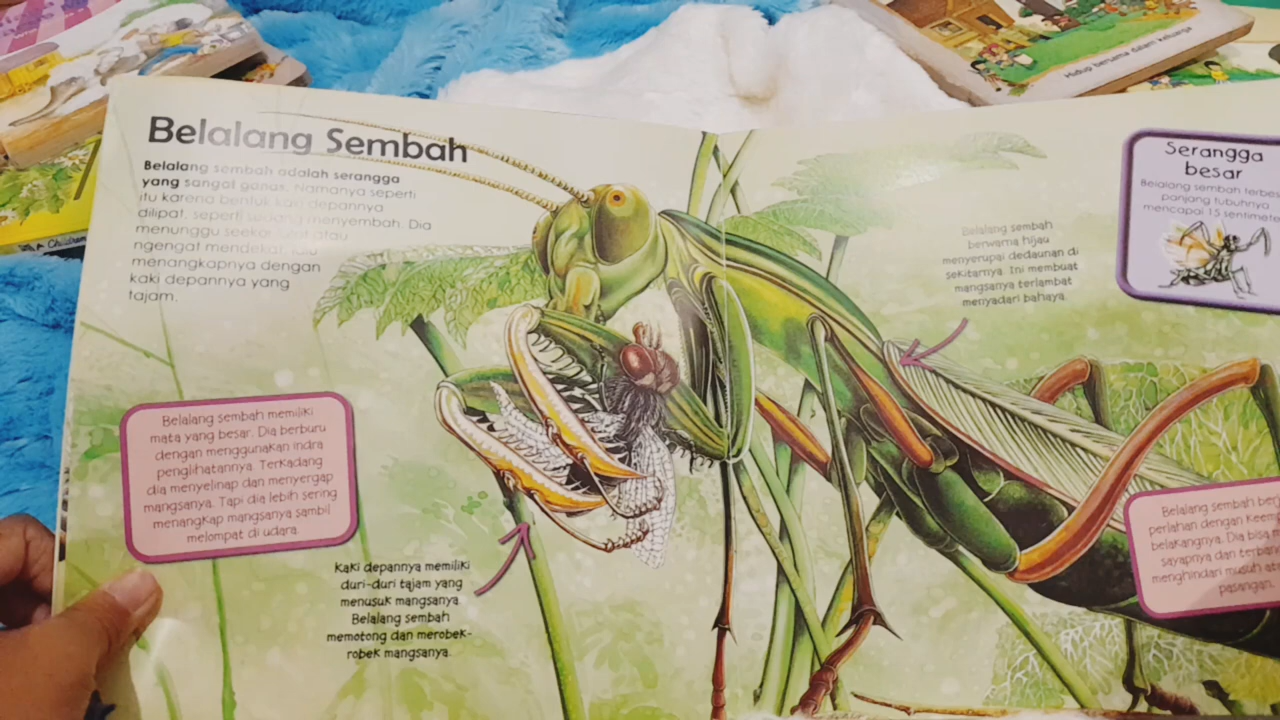 Belalang Sembah
Belalang sembah adalah serangga
yang sangat ganas. Namanya seperti
itu karena bentuk kaki depannya
dilipat, seperti sedang menyembah. Dia
menunggu seekor atau
ngengat mendekat, lalu
menangkapnya dengan
kaki depannya yang
tajam.
Belalang sembah memiliki
mata yang besar. Dia berburu
dengan menggunakan indra
penglihatannya. Terkadang
dia menyelinap dan menyergap
mangsanya. Tapi dia lebih sering
menangkap mangsanya sambil
melompat di udara.
Kaki depannya memiliki
duri-duri tajam yang
menusuk mangsanya.
Belalang sembah
memotong dan merobek-
robek mangsanya.
Belalang sembah
berwarna hijau
menyerupai dedaunan di
sekitarnya. Ini membuat
mangsanya terlambat
menyadari bahaya.
Serangga
besar
Belalang sembah
panjang tubuhnya
mencapai 15
Belalang sembah
perlahan dengan
belakangnya. Dia bisa
sayapnya dan
menghindari musuh
pasangan.
Hidup bersama dalam keluarga
A Children